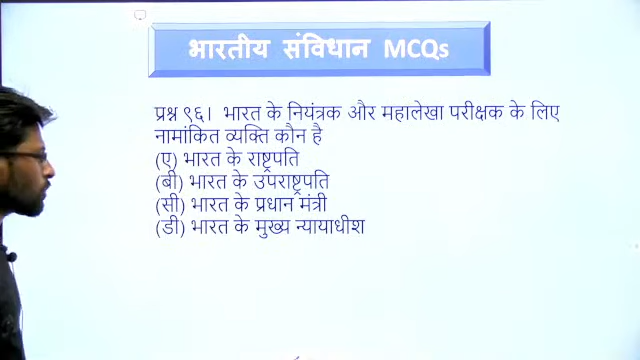 भारतीय संविधान MCQs
प्रश्न ९६। भारत के नियंत्रक और महालेखा परीक्षक के लिए
नामांकित व्यक्ति कौन है
(ए) भारत के राष्ट्रपति
(बी) भारत के उपराष्ट्रपति
(सी) भारत के प्रधान मंत्री
(डी) भारत के मुख्य न्यायाधीश